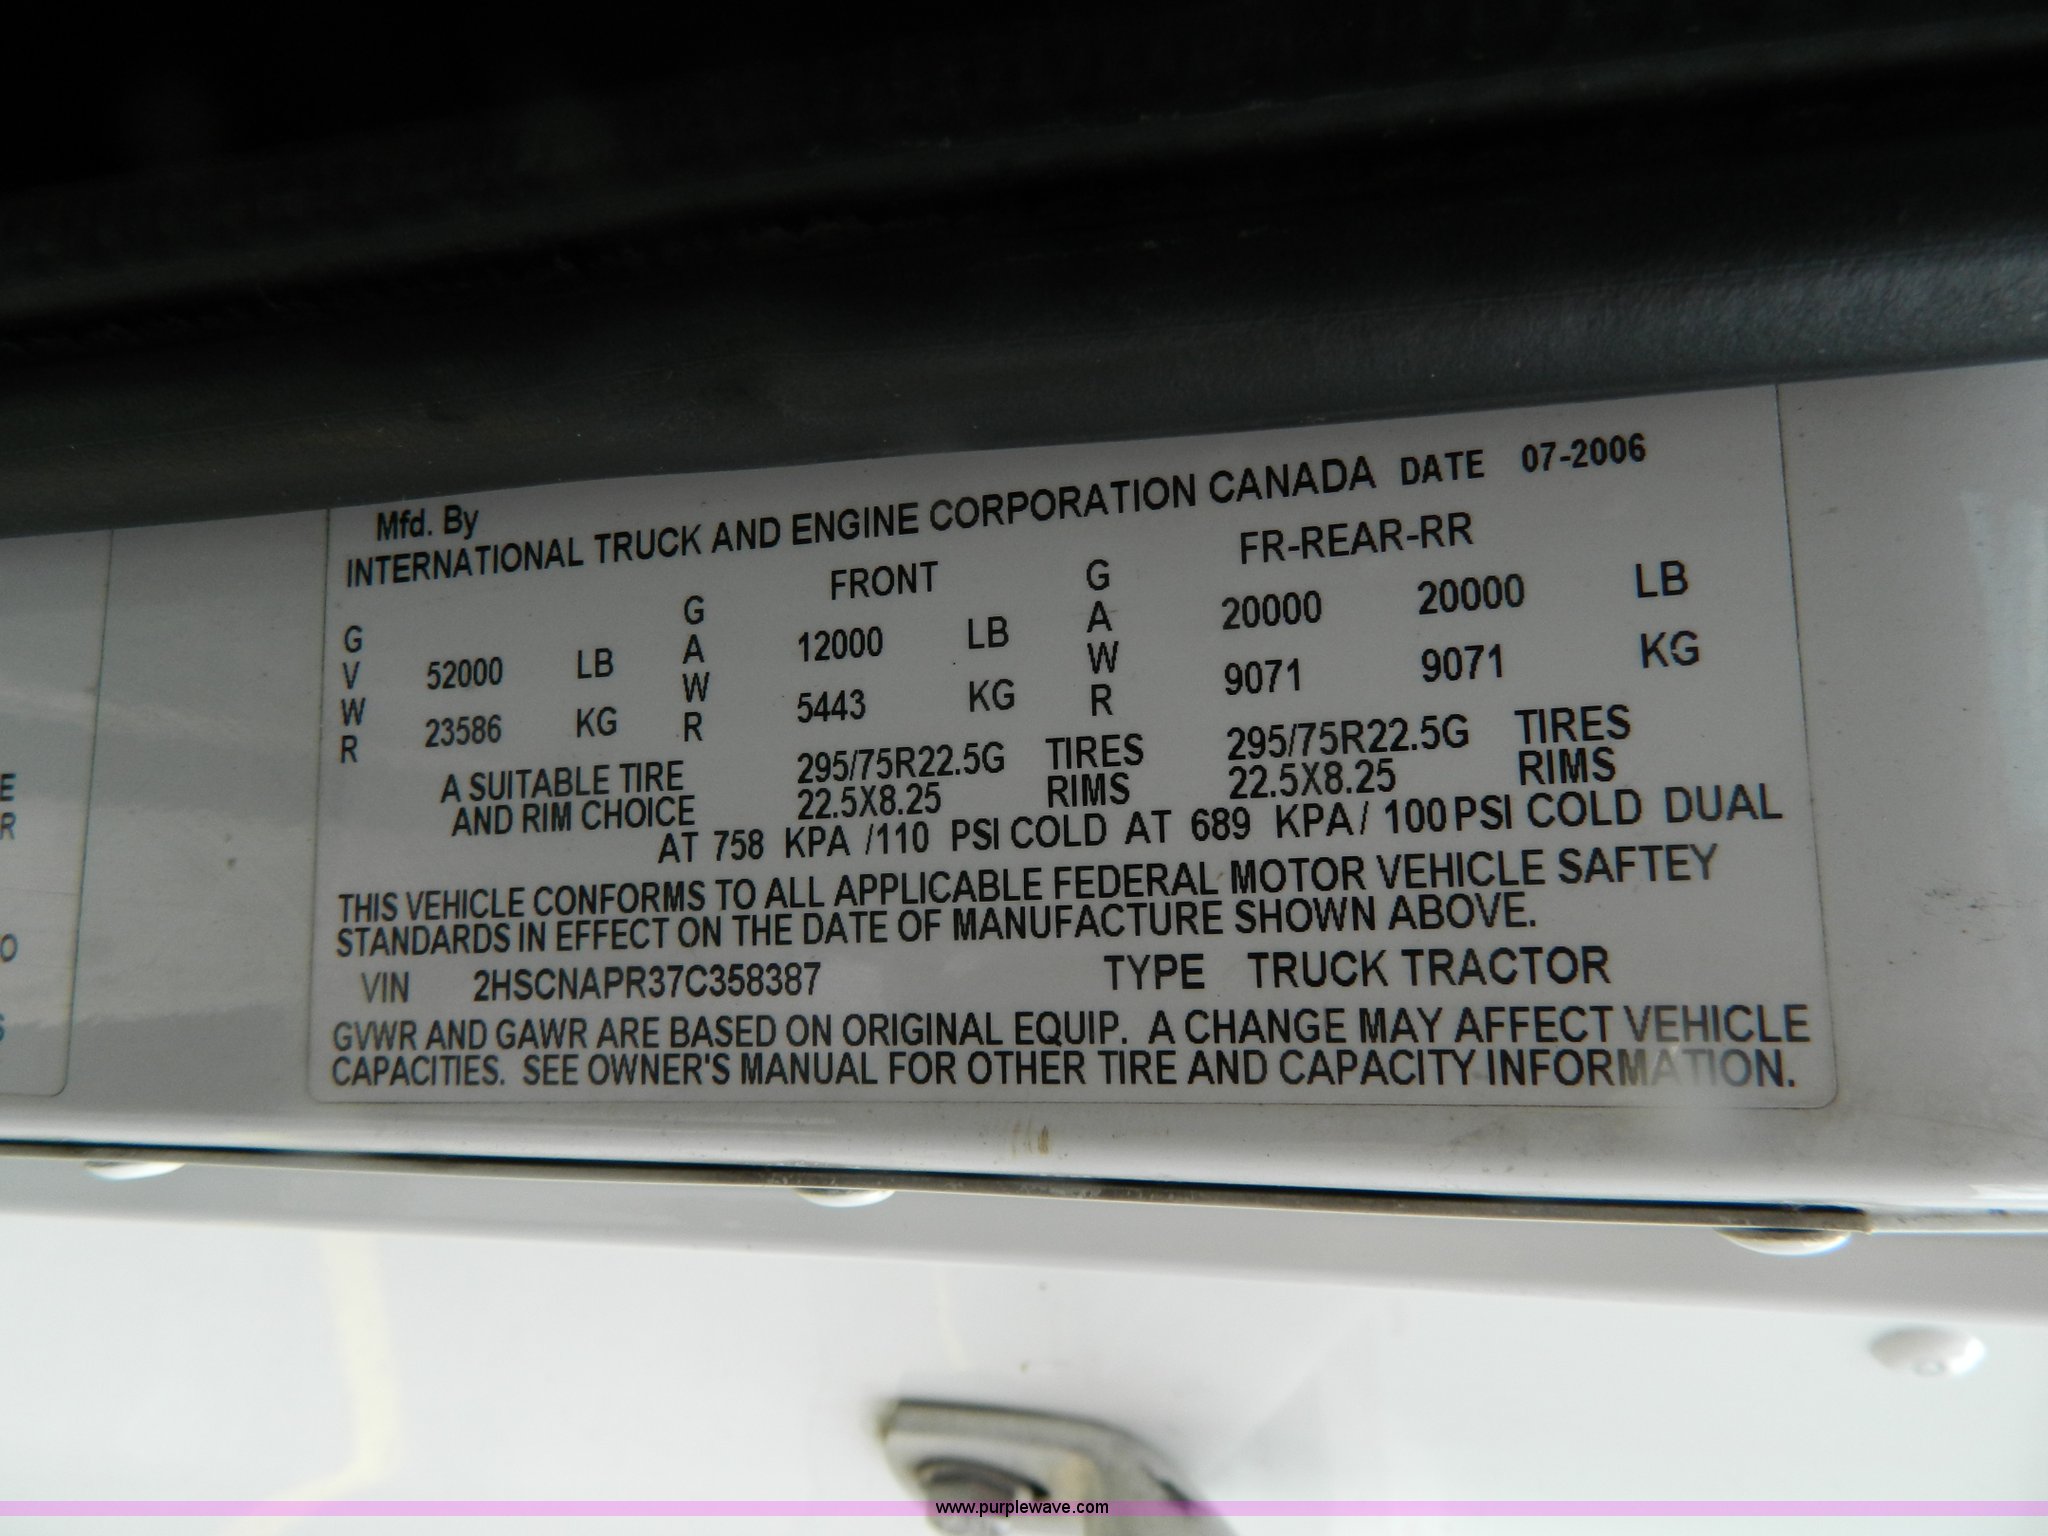 Mfd. By
INTERNATIONAL TRUCK AND ENGINE CORPORATION CANADA DATE 07-2006
FRONT FR-REAR-RR
GVWR 52000 LB GAWR 12000 LB GAWR 20000 20000 LB
23586 KG 5443 KG 9071 9071 KG
A SUITABLE TIRE 295/75R22.5G TIRES 295/75R22.5G TIRES
AND RIM CHOICE 22.5X8.25 RIMS 22.5X8.25 RIMS
AT 758 KPA /110 PSI COLD AT 689 KPA/ 100 PSI COLD DUAL
THIS VEHICLE CONFORMS TO ALL APPLICABLE FEDERAL MOTOR VEHICLE SAFTEY
STANDARDS IN EFFECT ON THE DATE OF MANUFACTURE SHOWN ABOVE.
VIN 2HSCNAPR37C358387 TYPE TRUCK TRACTOR
GVWR AND GAWR ARE BASED ON ORIGINAL EQUIP. A CHANGE MAY AFFECT VEHICLE
CAPACITIES. SEE OWNER'S MANUAL FOR OTHER TIRE AND CAPACITY INFORMATION.
www.purplewave.com